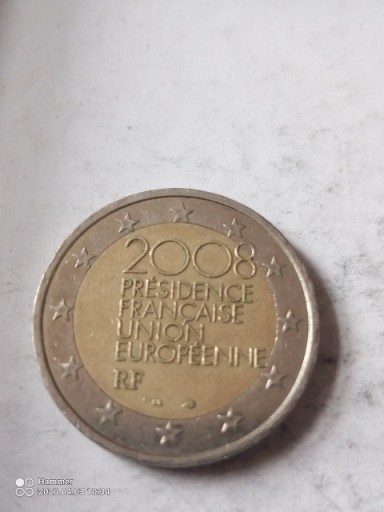 2008
PRÉSIDENCE
FRANÇAISE
UNION
EUROPÉENNE
RF
Hammer